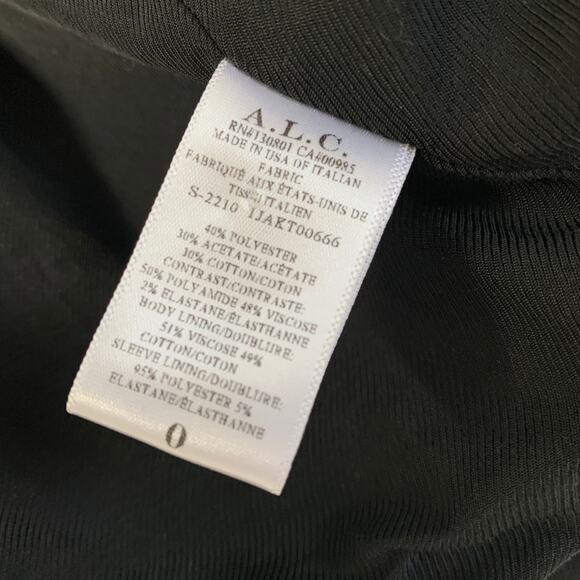 A.L.C.
RN#130801 CA#00985
MADE IN USA OF ITALIAN
FABRIC
FABRIQUÉ AUX ÉTATS-UNIS DE
TISSU ITALIEN
S-2210 1JAKT00666
40% POLYESTER
30% ACETATE/ACÉTATE
30% COTTON/COTON
CONTRAST/CONTRASTE:
50% POLYAMIDE 48% VISCOSE
2% ELASTANE/ÉLASTHANNE
BODY LINING/DOUBLURE:
51% VISCOSE 49%
COTTON/COTON
SLEEVE LINING/DOUBLURE:
95% POLYESTER 5%
ELASTANE/ÉLASTHANNE
0